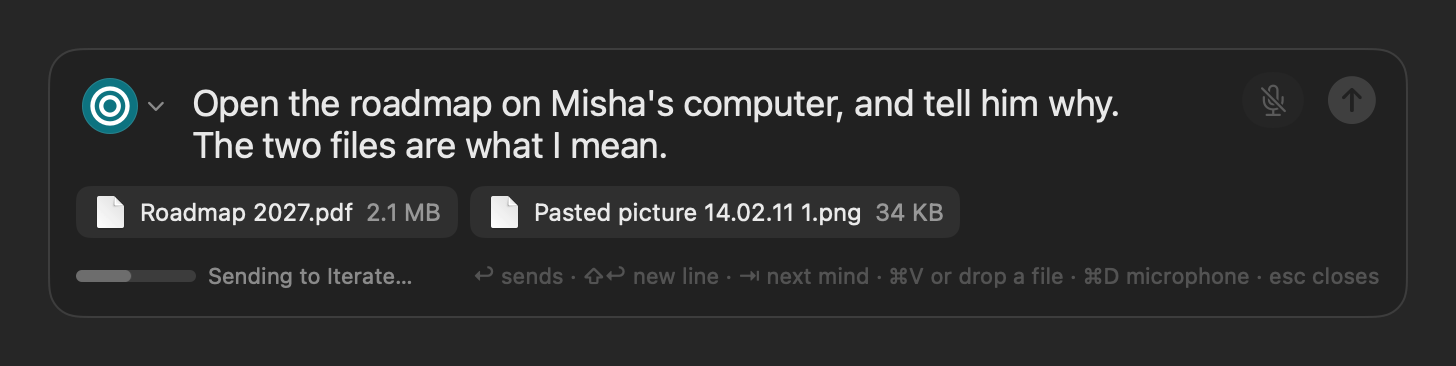 Open the roadmap on Misha's computer, and tell him why.
The two files are what I mean.
Roadmap 2027.pdf 2.1 MB
Pasted picture 14.02.11 1.png 34 KB
Sending to Iterate…
↩ sends · ⇧↩ new line · ⇥ next mind · ⌘V or drop a file · ⌘D microphone · esc closes